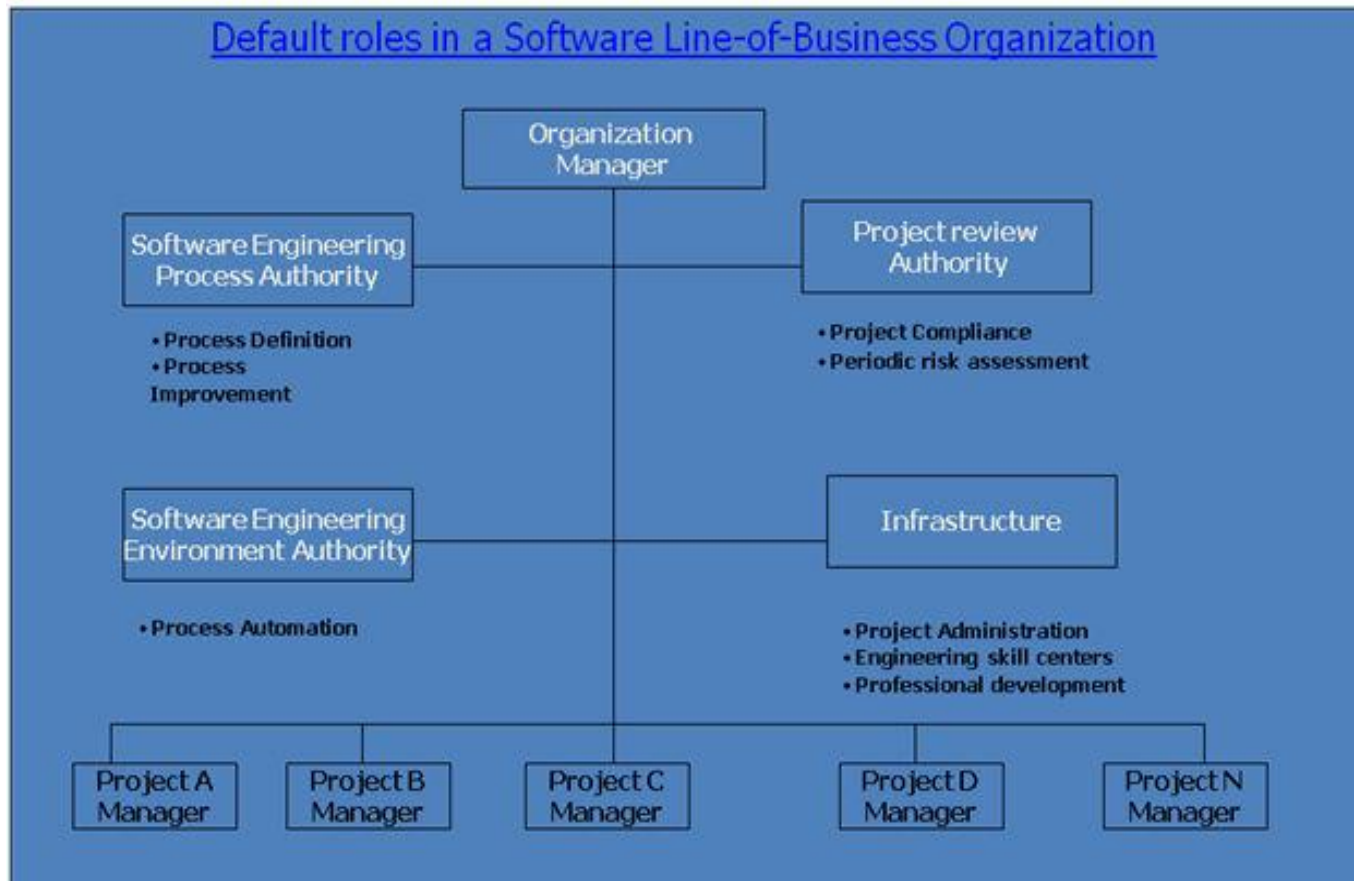 Default roles in a Software Line-of-Business Organization
Organization
Manager
Software Engineering
Process Authority
Project review
Authority
• Process Definition
• Process
Improvement
• Project Compliance
• Periodic risk assessment
Software Engineering
Environment Authority
Infrastructure
• Process Automation
• Project Administration
• Engineering skill centers
• Professional development
Project A
Manager
Project B
Manager
Project C
Manager
Project D
Manager
Project N
Manager